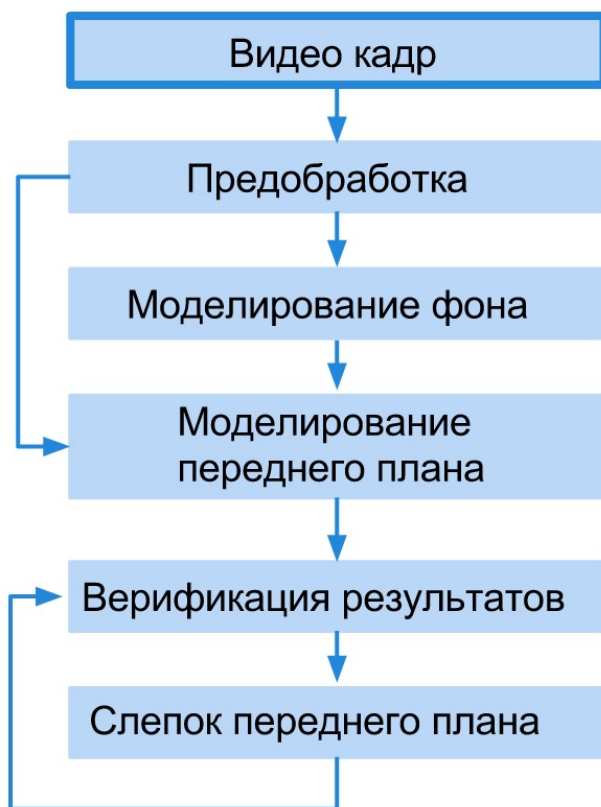 Видео кадр
Предобработка
Моделирование фона
Моделирование
переднего плана
Верификация результатов
Слепок переднего плана